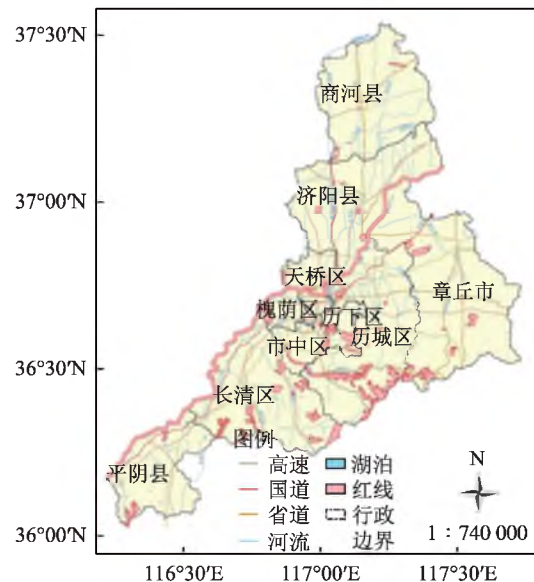 37°30′N
商河县
37°00′N
济阳县
天桥区
章丘市
槐荫区
历下区
历城区
市中区
36°30′N
长清区
图例
平阴县
高速
湖泊
N
国道
红线
省道
行政
边界
河流
1：740 000
36°00′N
116°30′E
117°00′E
117°30′E